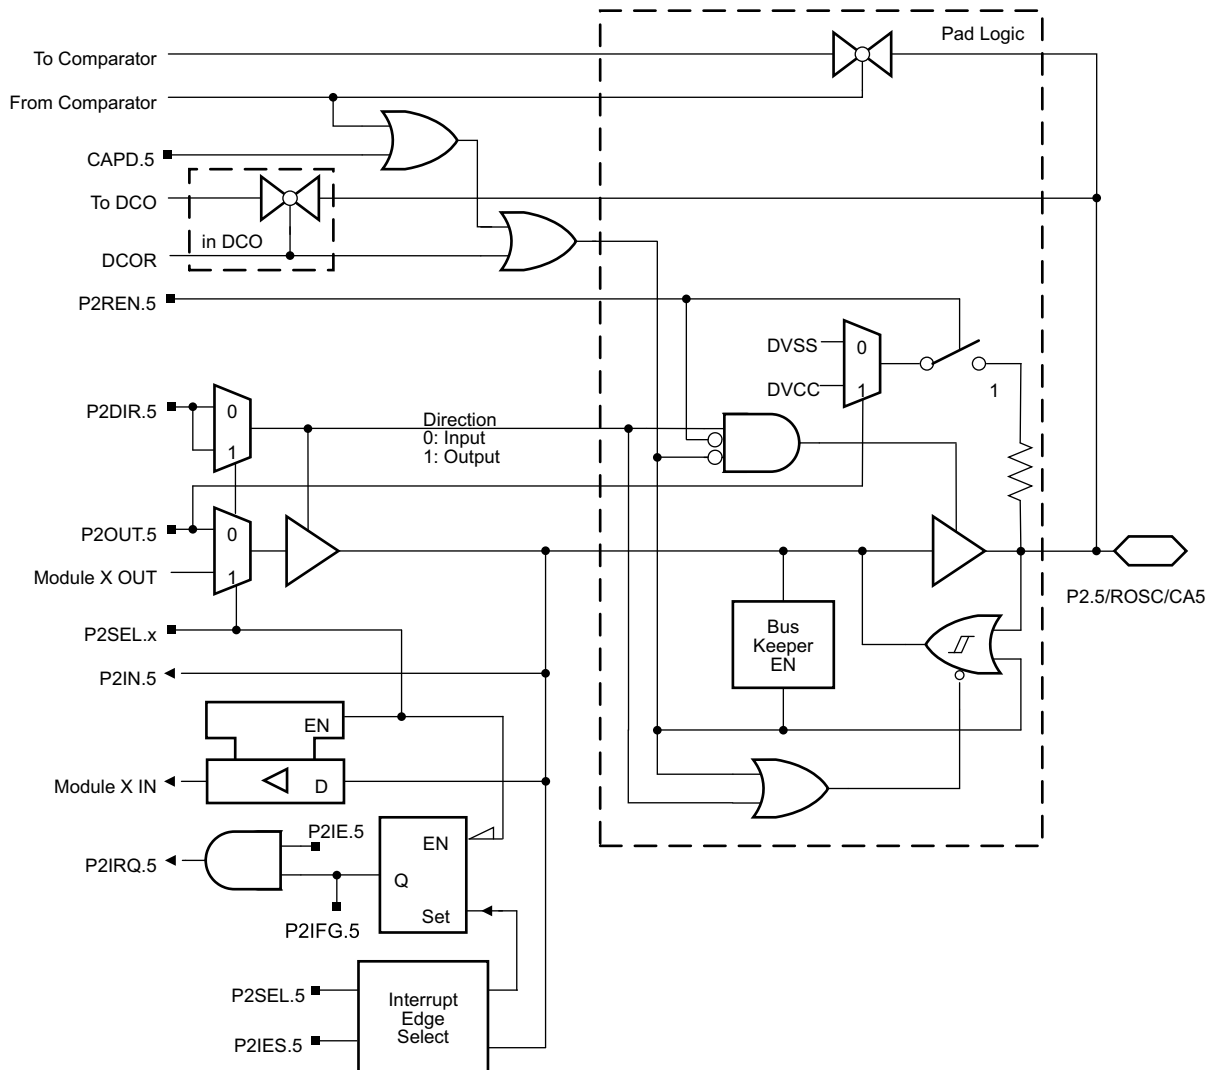 Pad Logic
To Comparator
From Comparator
CAPD.5
To DCO
in DCO
DCOR
P2REN.5
DVSS
0
DVCC
1
1
P2DIR.5
0
1
Direction
0: Input
1: Output
P2OUT.5
0
Module X OUT
1
P2.5/ROSC/CA5
P2SEL.x
Bus
Keeper
EN
P2IN.5
EN
Module X IN
D
P2IE.5
EN
P2IRQ.5
Q
Set
P2IFG.5
P2SEL.5
Interrupt
Edge
Select
P2IES.5